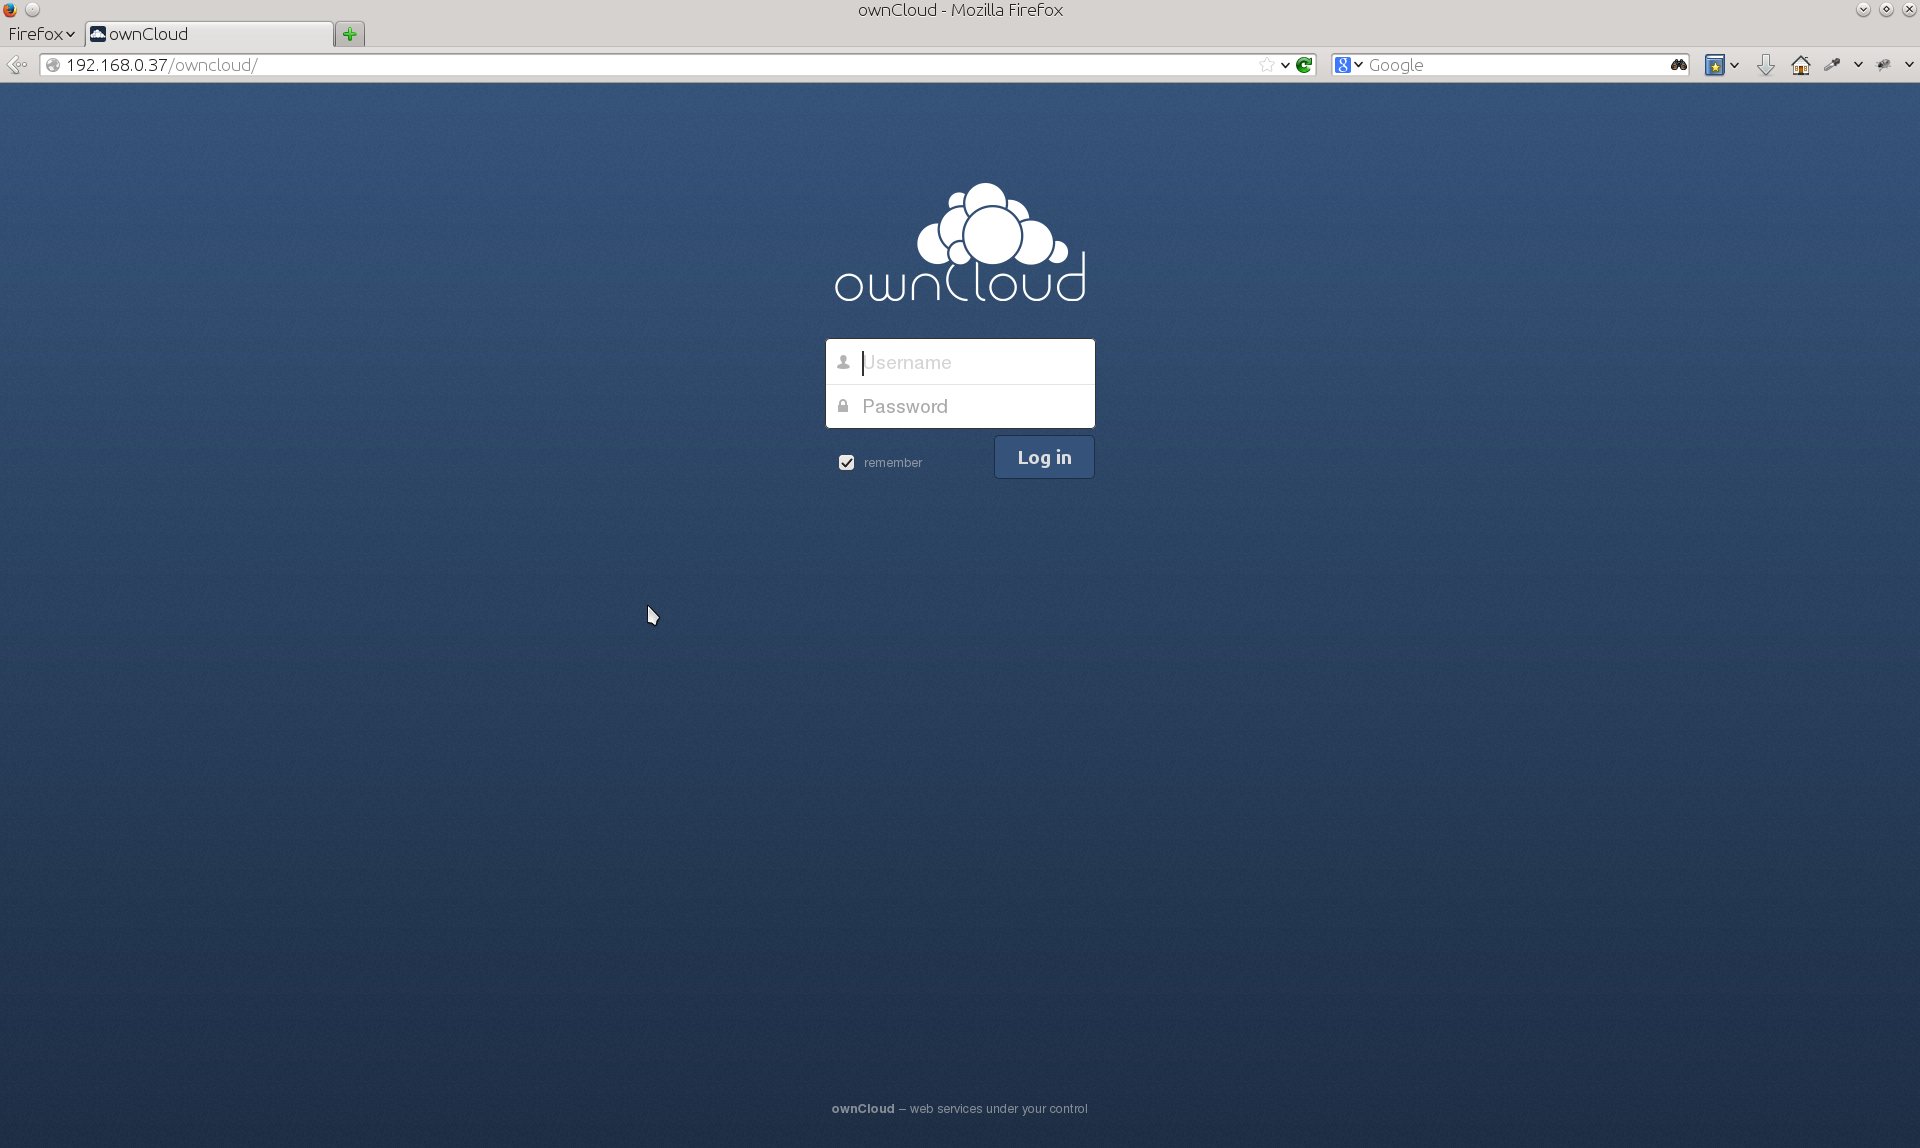 ownCloud - Mozilla Firefox
Firefox
ownCloud
192.168.0.37/owncloud/
Google
ownCloud
Username
Password
remember
Log in
ownCloud – web services under your control